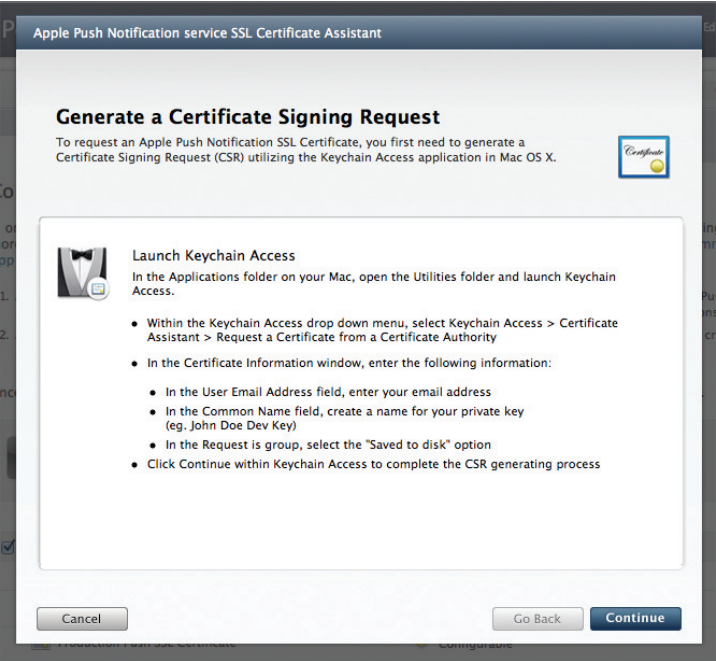 Apple Push Notification service SSL Certificate Assistant
Generate a Certificate Signing Request
To request an Apple Push Notification SSL Certificate, you first need to generate a
Certificate Signing Request (CSR) utilizing the Keychain Access application in Mac OS X.
Certificate
Launch Keychain Access
In the Applications folder on your Mac, open the Utilities folder and launch Keychain
Access.
• Within the Keychain Access drop down menu, select Keychain Access > Certificate
Assistant > Request a Certificate from a Certificate Authority
• In the Certificate Information window, enter the following information:
• In the User Email Address field, enter your email address
• In the Common Name field, create a name for your private key
(eg. John Doe Dev Key)
• In the Request is group, select the "Saved to disk" option
• Click Continue within Keychain Access to complete the CSR generating process
1.
2.
Cancel
Go Back
Continue
Production Push SSL Certificate
Configurable